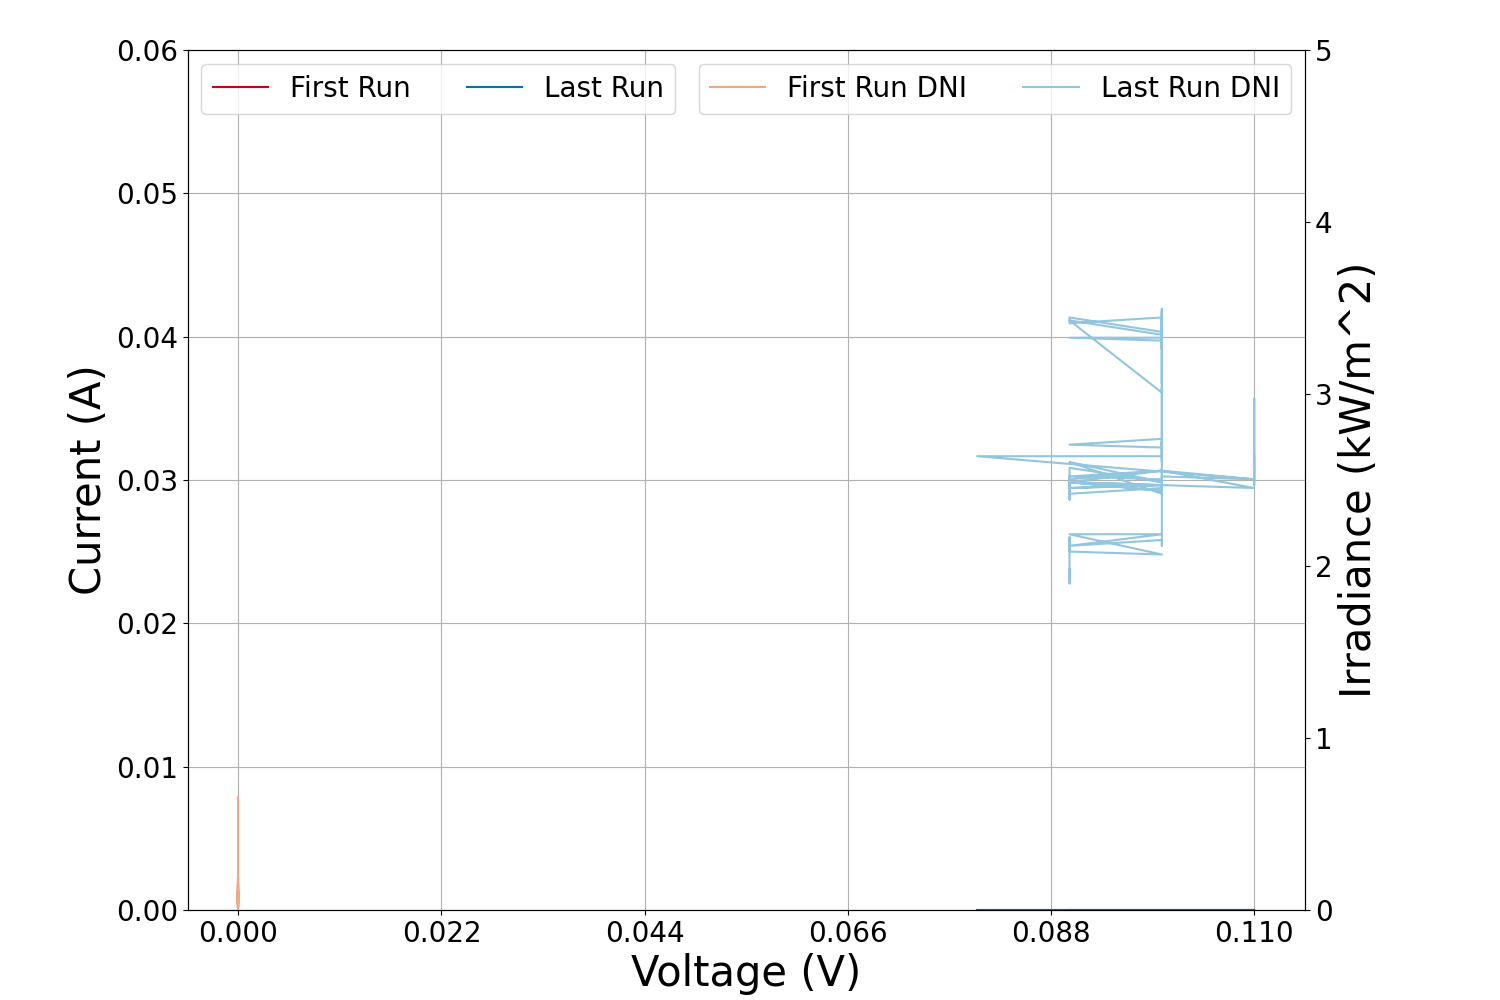 First Run
Last Run
First Run DNI
Last Run DNI
0.06
0.05
0.04
0.03
0.02
0.01
0.00
Current (A)
5
4
3
2
1
0
Irradiance (kW/m^2)
0.000 0.022 0.044 0.066 0.088 0.110
Voltage (V)